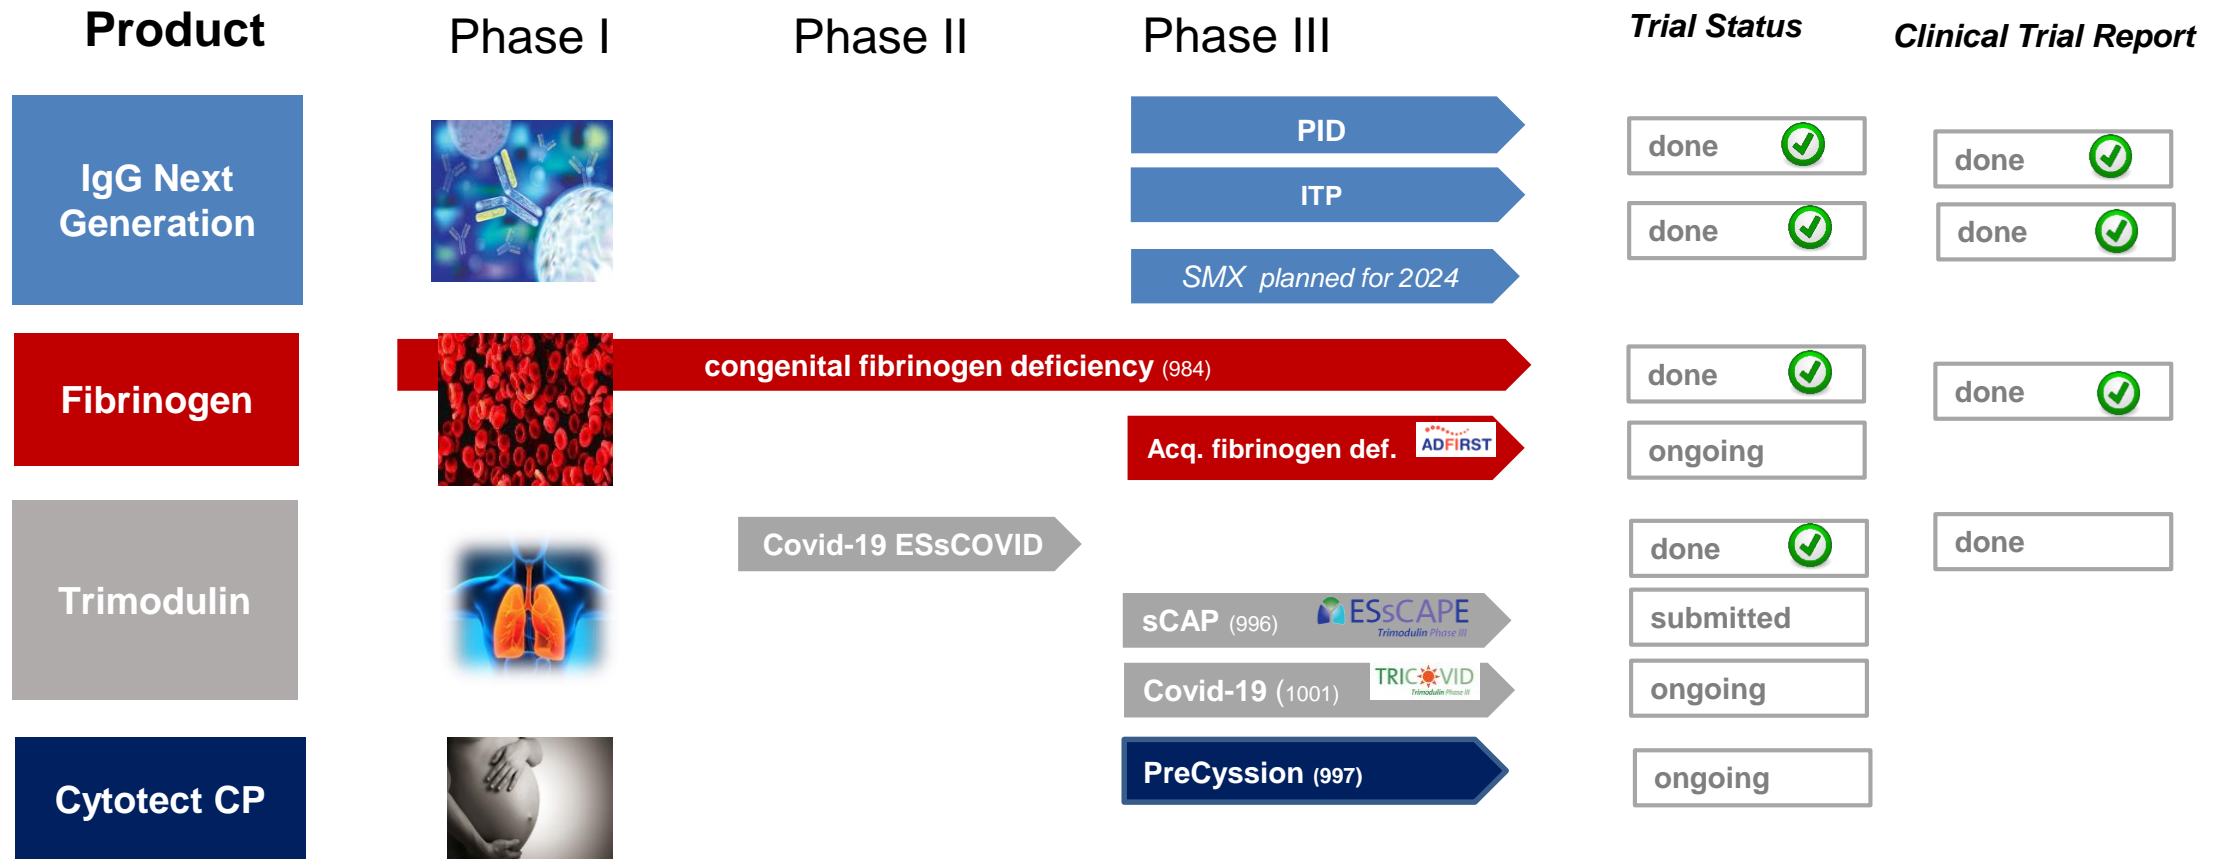 Product
Phase I
Phase II
Phase III
Trial Status
Clinical Trial Report
IgG Next
Generation
PID
done
done
ITP
done
done
SMX planned for 2024
Fibrinogen
congenital fibrinogen deficiency (984)
done
done
Acq. fibrinogen def.
ADFIRST
ongoing
Trimodulin
Covid-19 ESsCOVID
done
done
sCAP (996)
ESsCAPE
Trimodulin Phase III
submitted
Covid-19 (1001)
TRICOVID
Trimodulin Phase III
ongoing
Cytotect CP
PreCyssion (997)
ongoing